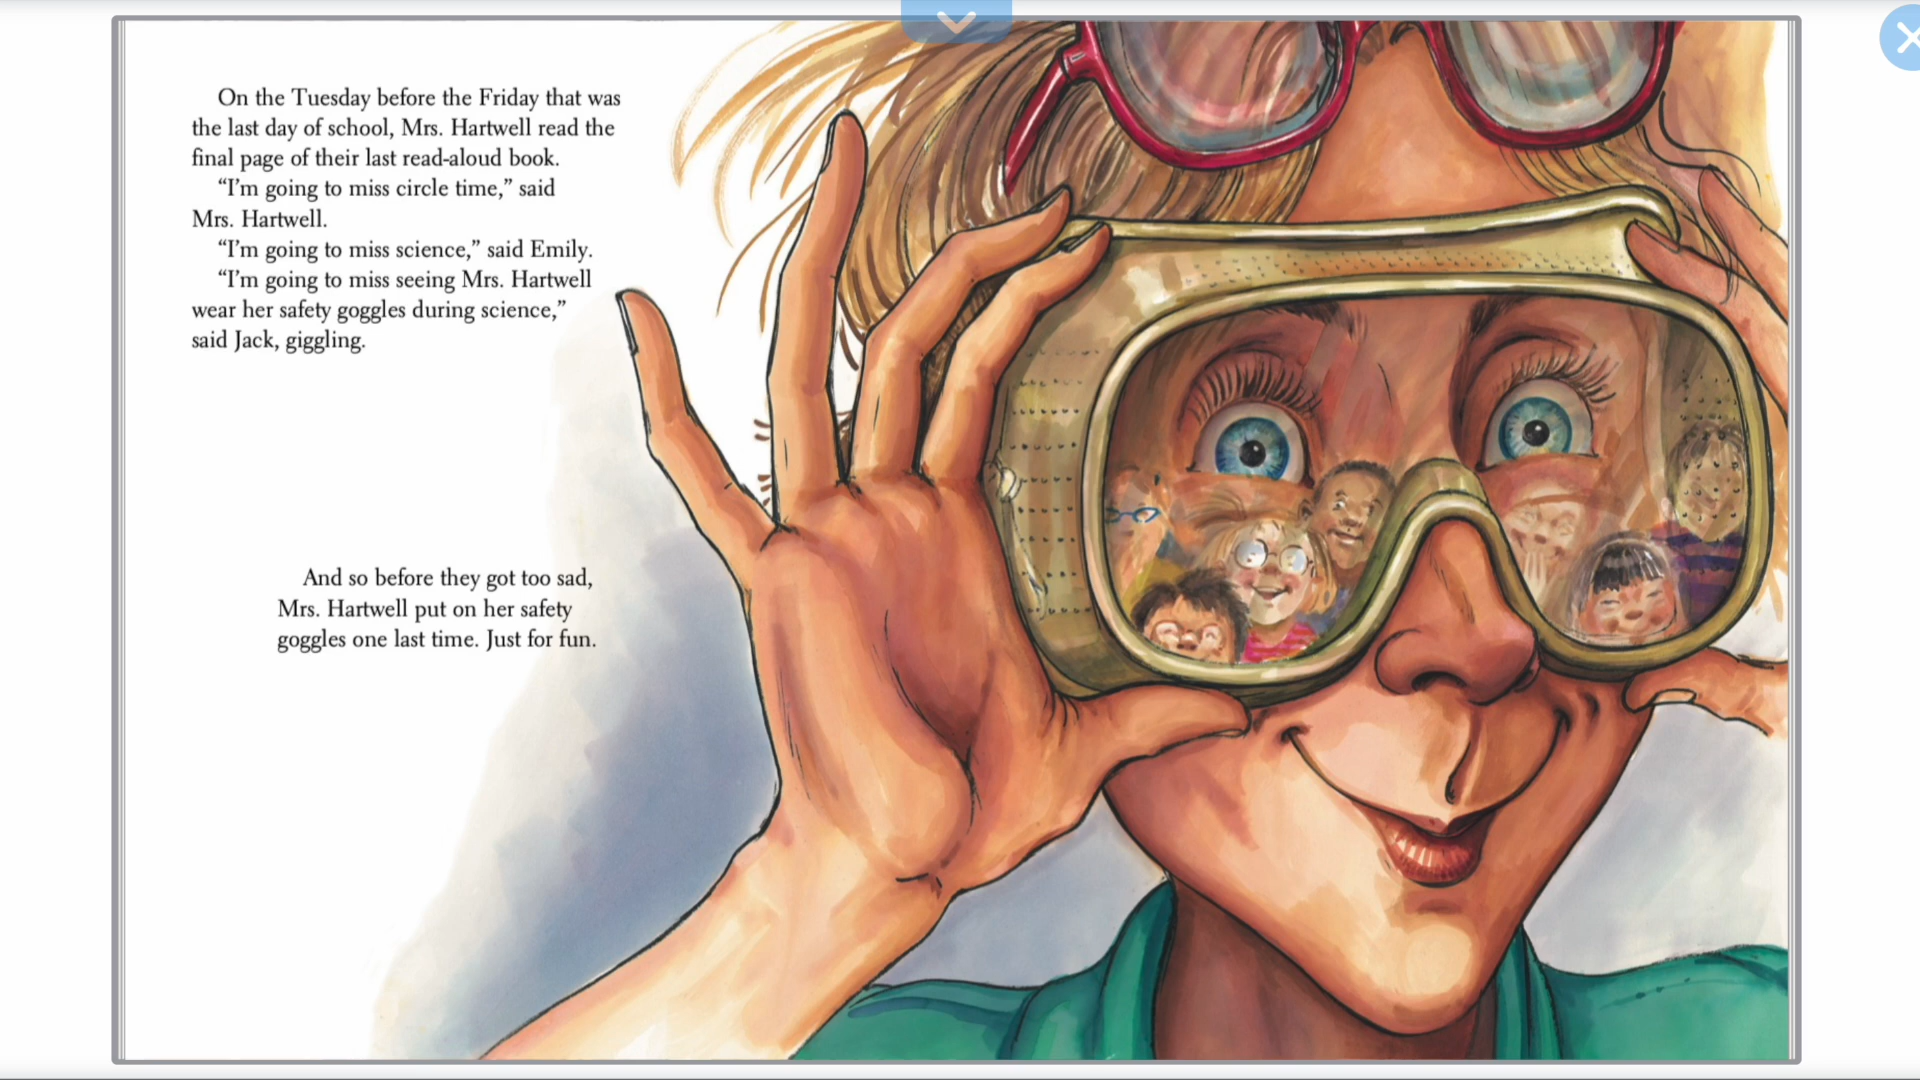 On the Tuesday before the Friday that was
the last day of school, Mrs. Hartwell read the
final page of their last read-aloud book.
“I’m going to miss circle time,” said
Mrs. Hartwell.
“I’m going to miss science,” said Emily.
“I’m going to miss seeing Mrs. Hartwell
wear her safety goggles during science,”
said Jack, giggling.
And so before they got too sad,
Mrs. Hartwell put on her safety
goggles one last time. Just for fun.